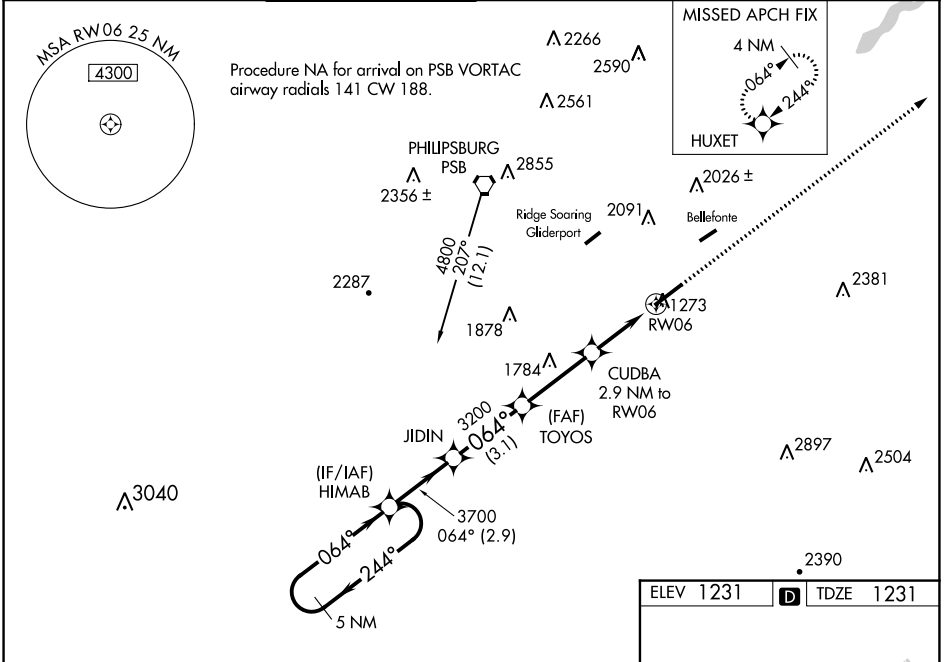 MSA RW06 25 NM
4300
Procedure NA for arrival on PSB VORTAC
airway radials 141 CW 188.
2266
2590
2561
MISSED APCH FIX
4 NM
064°
244°
HUXET
PHILIPSBURG
PSB
2855
2356 ±
2026 ±
Ridge Soaring
Gliderport
2091
Bellefonte
4800
207°
(12.1)
2287
2381
1878
1273
RW06
1784
CUDBA
2.9 NM to
RW06
3200
064°
(3.1)
(FAF)
TOYOS
JIDIN
(IF/IAF)
HIMAB
2897
2504
3040
3700
064° (2.9)
064°
244°
5 NM
2390
ELEV 1231
D
TDZE 1231